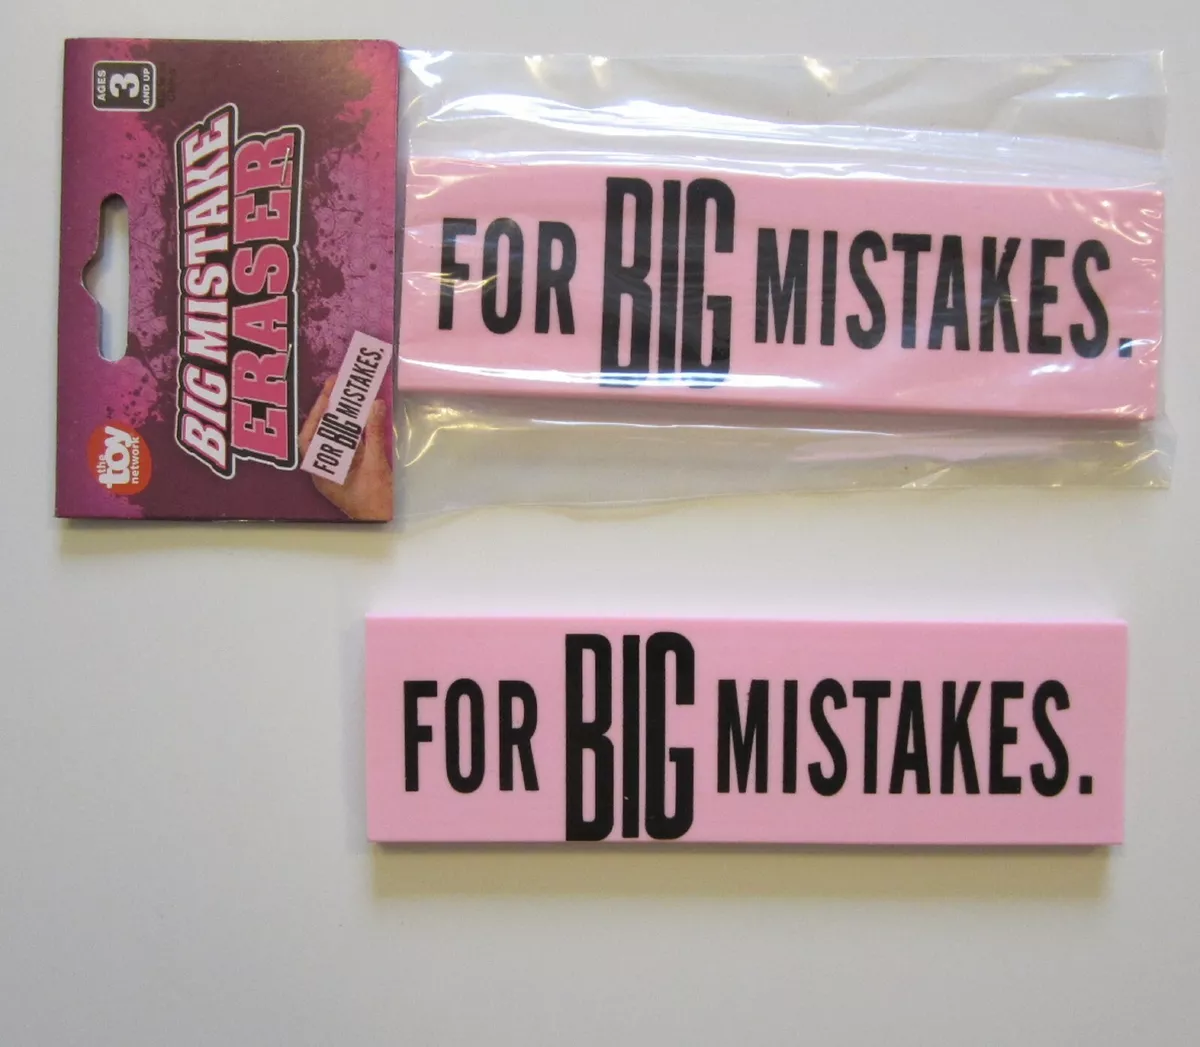 AGES
3
AND UP
BIG MISTAKE
ERASER
FOR BIG MISTAKES.
the
toy
network
FOR BIG MISTAKES.
FOR BIG MISTAKES.